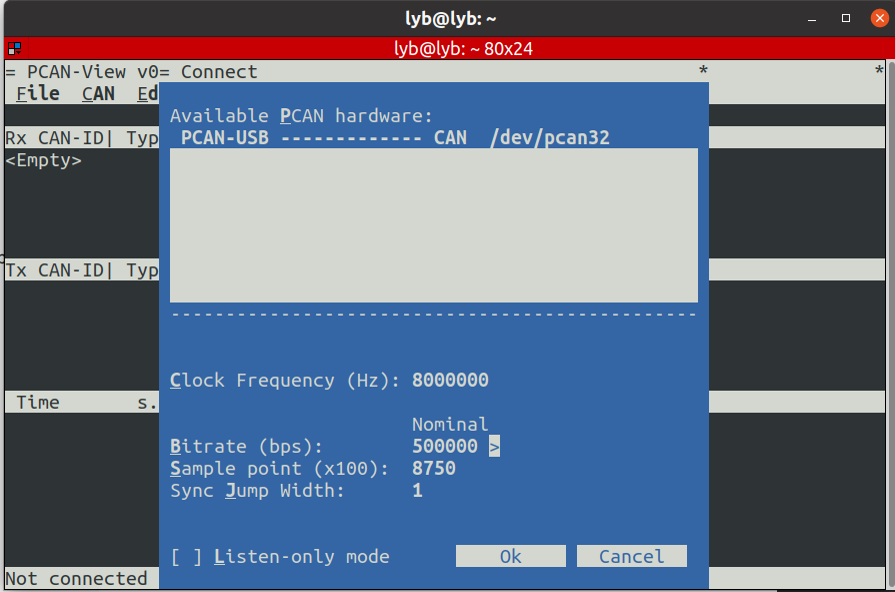 lyb@lyb: ~
lyb@lyb: ~ 80x24
= PCAN-View v0= Connect * *
File CAN Ed
Available PCAN hardware:
PCAN-USB ------------- CAN /dev/pcan32
Rx CAN-ID| Typ
<Empty>
Tx CAN-ID| Typ
------------------------------------------------
Clock Frequency (Hz): 8000000
Time s.
Nominal
Bitrate (bps): 500000 >
Sample point (x100): 8750
Sync Jump Width: 1
[ ] Listen-only mode Ok Cancel
Not connected